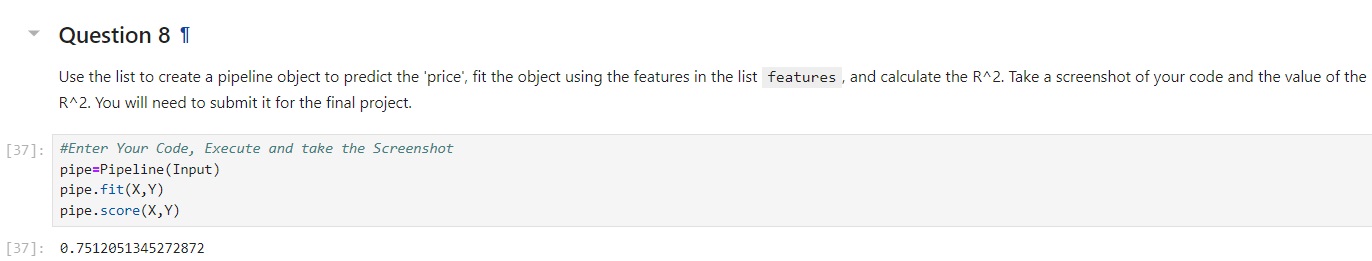 Question 8 ¶
Use the list to create a pipeline object to predict the 'price', fit the object using the features in the list features , and calculate the R^2. Take a screenshot of your code and the value of the
R^2. You will need to submit it for the final project.
[37]: #Enter Your Code, Execute and take the Screenshot
pipe=Pipeline(Input)
pipe.fit(X,Y)
pipe.score(X,Y)
[37]: 0.7512051345272872